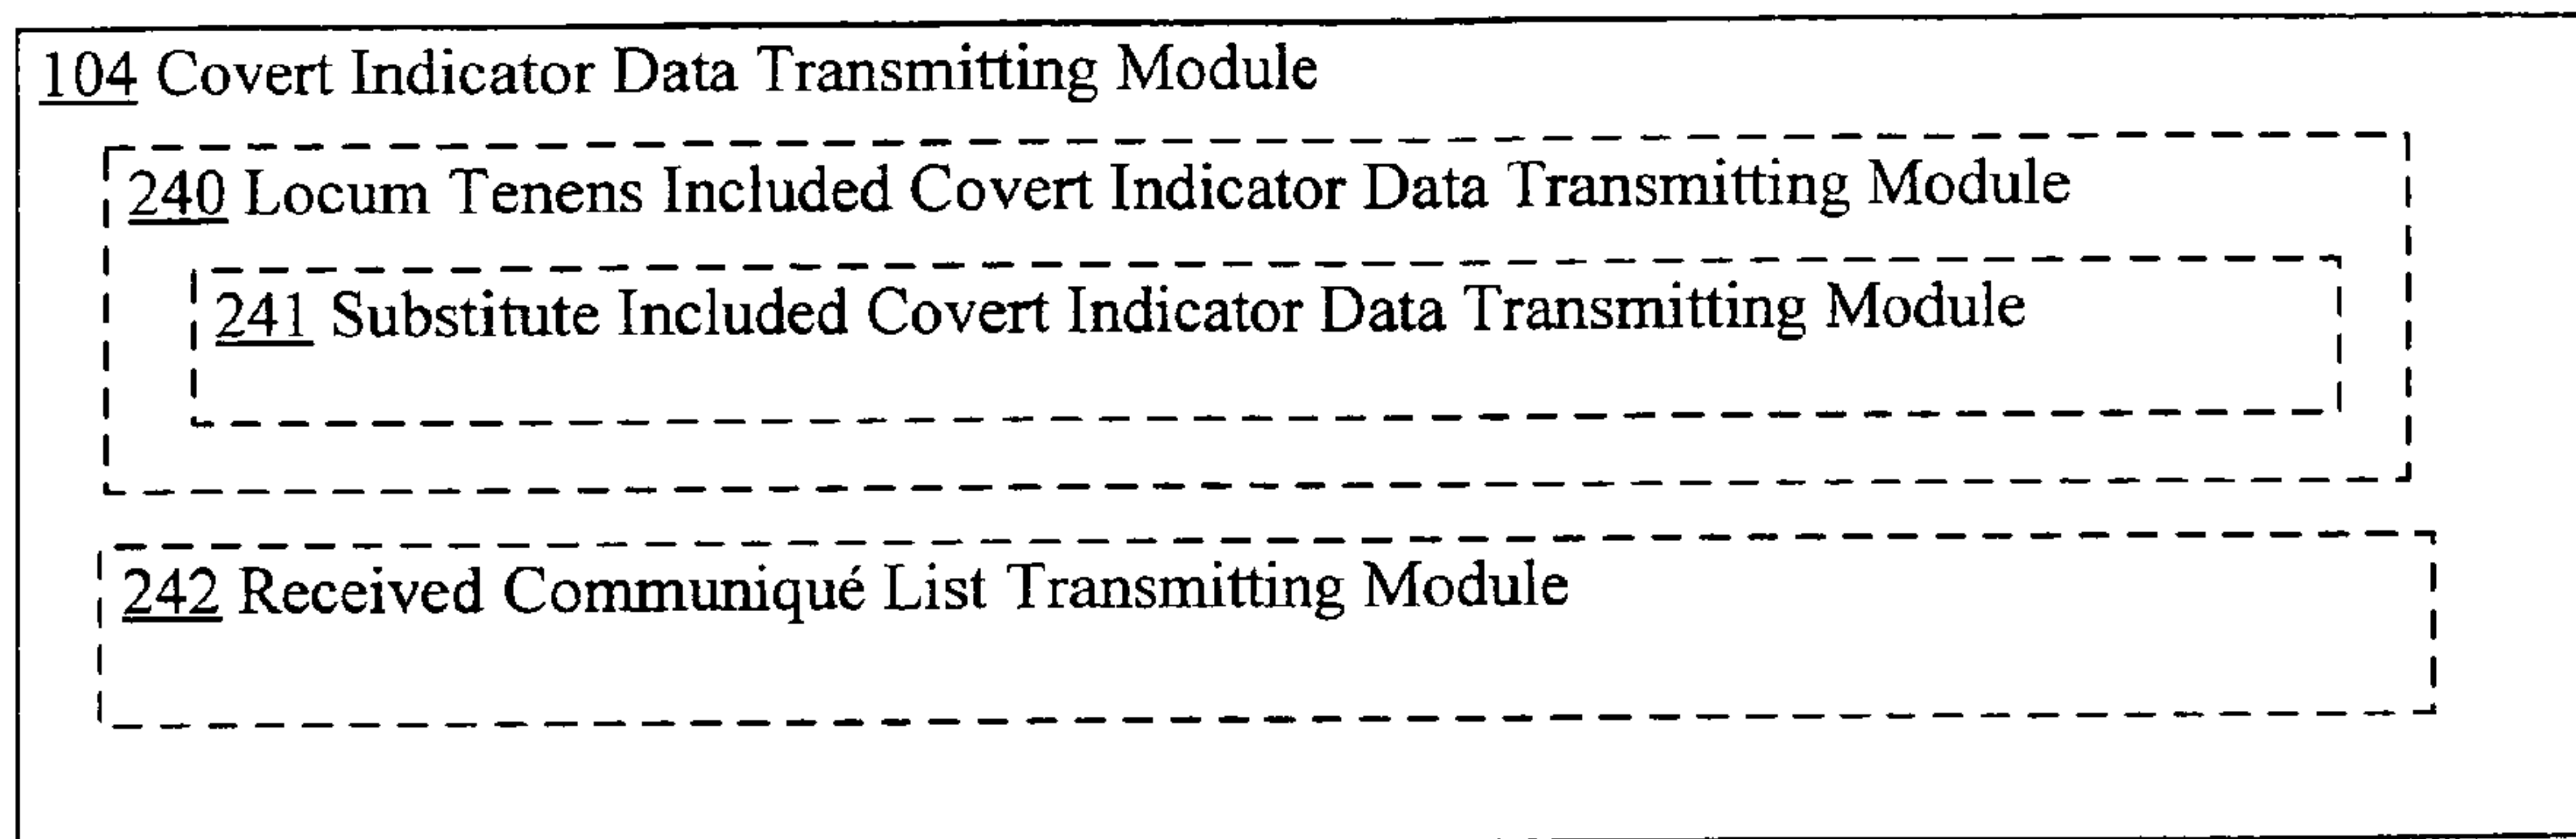 104 Covert Indicator Data Transmitting Module
240 Locum Tenens Included Covert Indicator Data Transmitting Module
241 Substitute Included Covert Indicator Data Transmitting Module
242 Received Communiqué List Transmitting Module